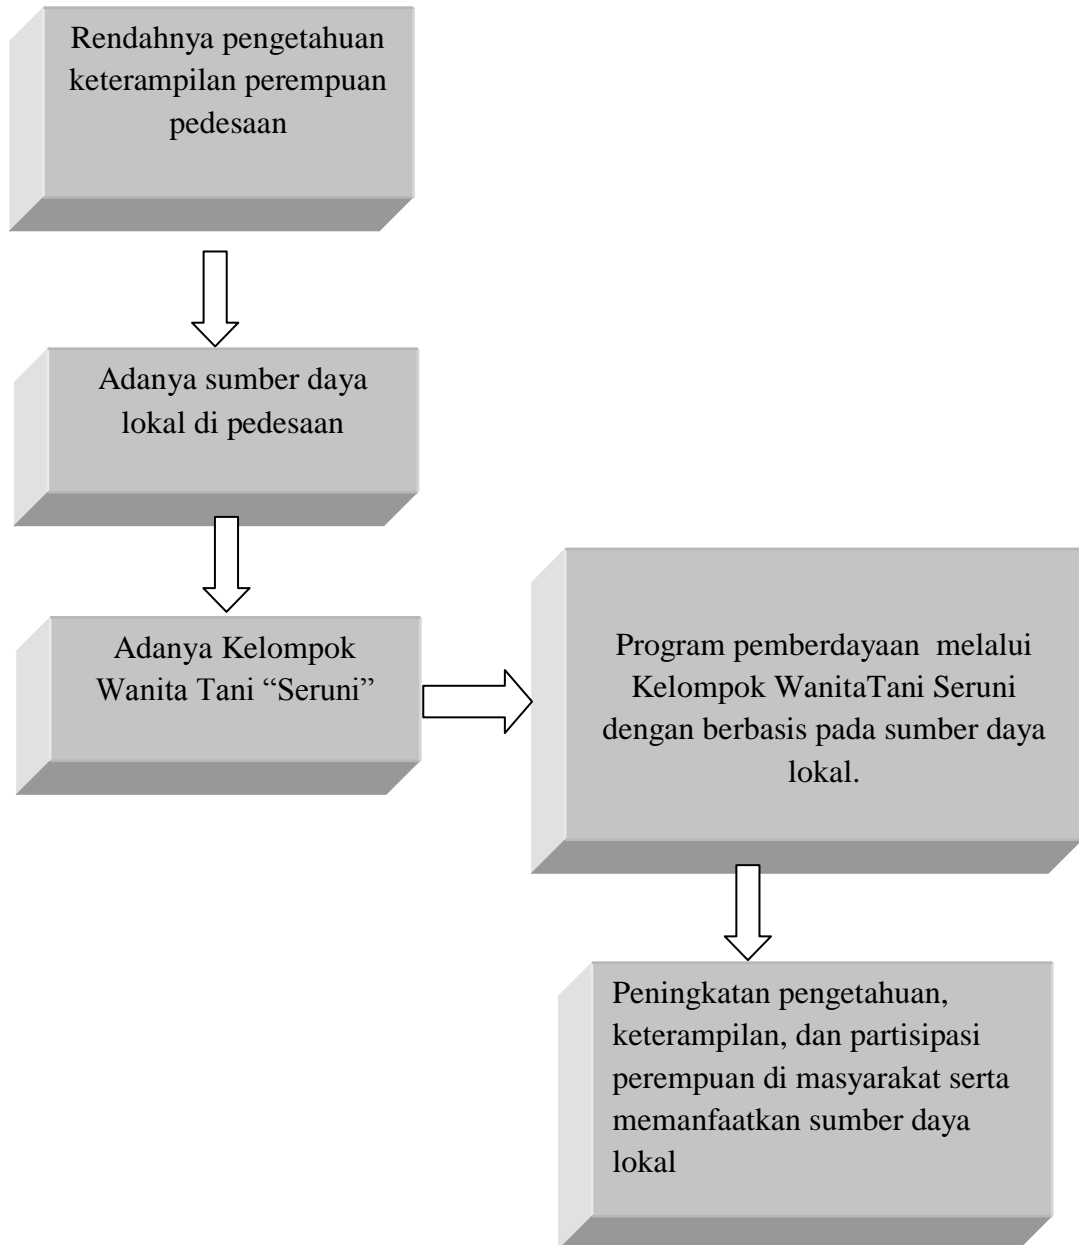 Rendahnya pengetahuan
keterampilan perempuan
pedesaan
Adanya sumber daya
lokal di pedesaan
Adanya Kelompok
Wanita Tani “Seruni”
Program pemberdayaan  melalui
Kelompok WanitaTani Seruni
dengan berbasis pada sumber daya
lokal.
Peningkatan pengetahuan,
keterampilan, dan partisipasi
perempuan di masyarakat serta
memanfaatkan sumber daya
lokal